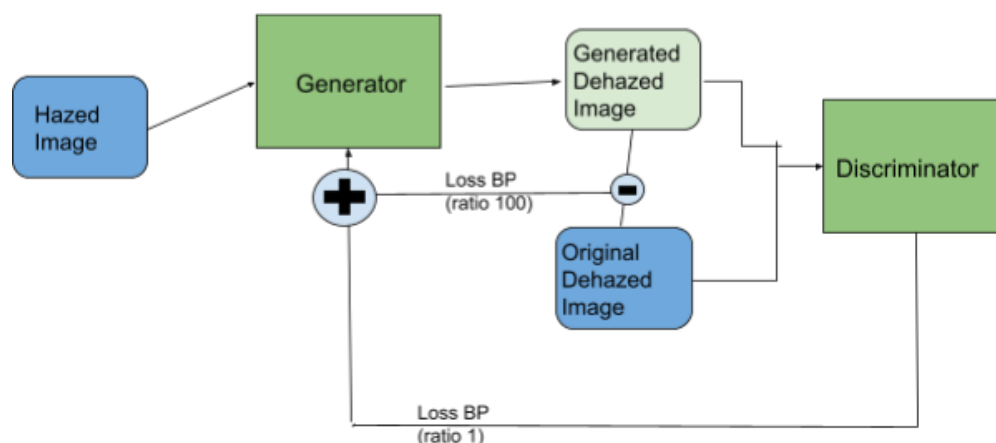 Hazed
Image
Generator
Generated
Dehazed
Image
Discriminator
Loss BP
(ratio 100)
Original
Dehazed
Image
Loss BP
(ratio 1)